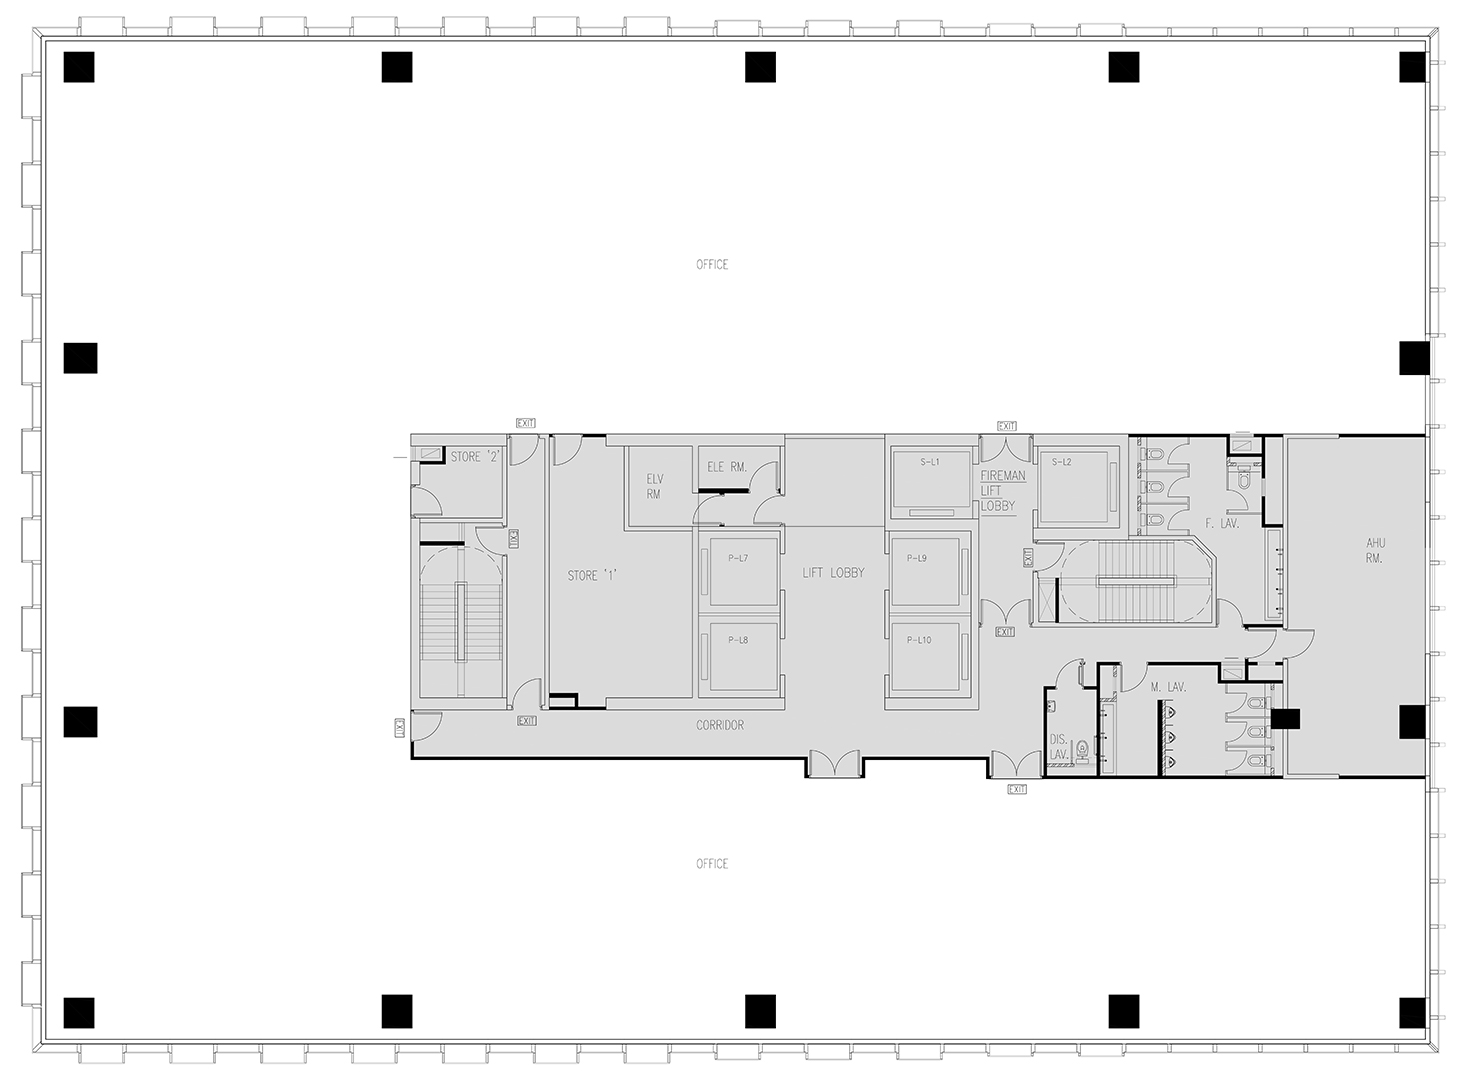 OFFICE
EXIT
EXIT
STORE '2'
ELV
RM
ELE RM.
S-L1
FIREMAN
LIFT
LOBBY
S-L2
F. LAV.
EXIT
AHU
RM.
EXIT
STORE '1'
P-L7
LIFT LOBBY
P-L9
EXIT
P-L8
P-L10
M. LAV.
EXIT
EXIT
CORRIDOR
DIS.
LAV.
EXIT
OFFICE